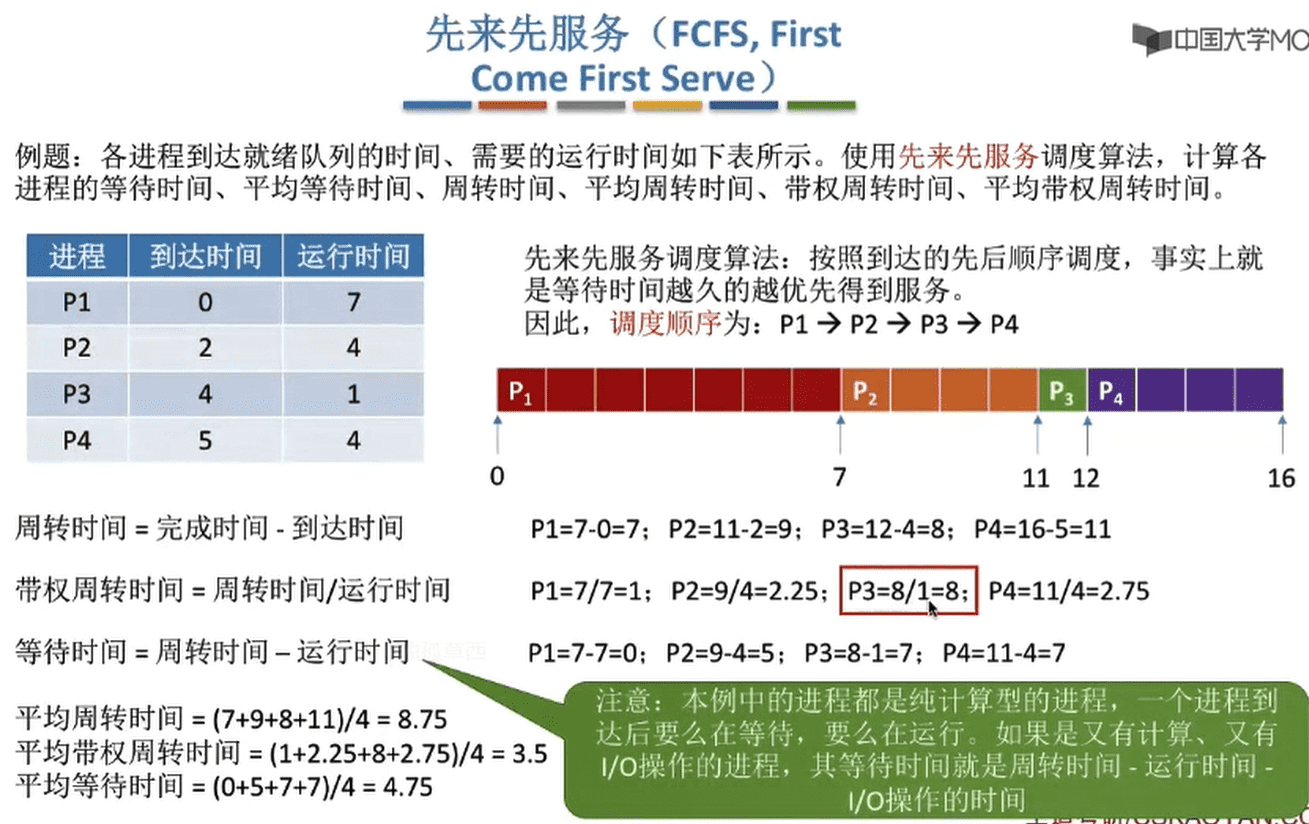 先来先服务（FCFS, First
Come First Serve）
中国大学MO
例题：各进程到达就绪队列的时间、需要的运行时间如下表所示。使用先来先服务调度算法，计算各
进程的等待时间、平均等待时间、周转时间、平均周转时间、带权周转时间、平均带权周转时间。
进程 到达时间 运行时间
P1 0 7
P2 2 4
P3 4 1
P4 5 4
先来先服务调度算法：按照到达的先后顺序调度，事实上就
是等待时间越久的越优先得到服务。
因此，调度顺序为：P1 → P2 → P3 → P4
P1 P2 P3 P4
0 7 11 12 16
周转时间 = 完成时间 - 到达时间 P1=7-0=7；P2=11-2=9；P3=12-4=8；P4=16-5=11
带权周转时间 = 周转时间/运行时间 P1=7/7=1；P2=9/4=2.25；P3=8/1=8；P4=11/4=2.75
等待时间 = 周转时间 – 运行时间 P1=7-7=0；P2=9-4=5；P3=8-1=7；P4=11-4=7
平均周转时间 = (7+9+8+11)/4 = 8.75
平均带权周转时间 = (1+2.25+8+2.75)/4 = 3.5
平均等待时间 = (0+5+7+7)/4 = 4.75
注意：本例中的进程都是纯计算型的进程，一个进程到
达后要么在等待，要么在运行。如果是又有计算、又有
I/O操作的进程，其等待时间就是周转时间 - 运行时间 -
I/O操作的时间